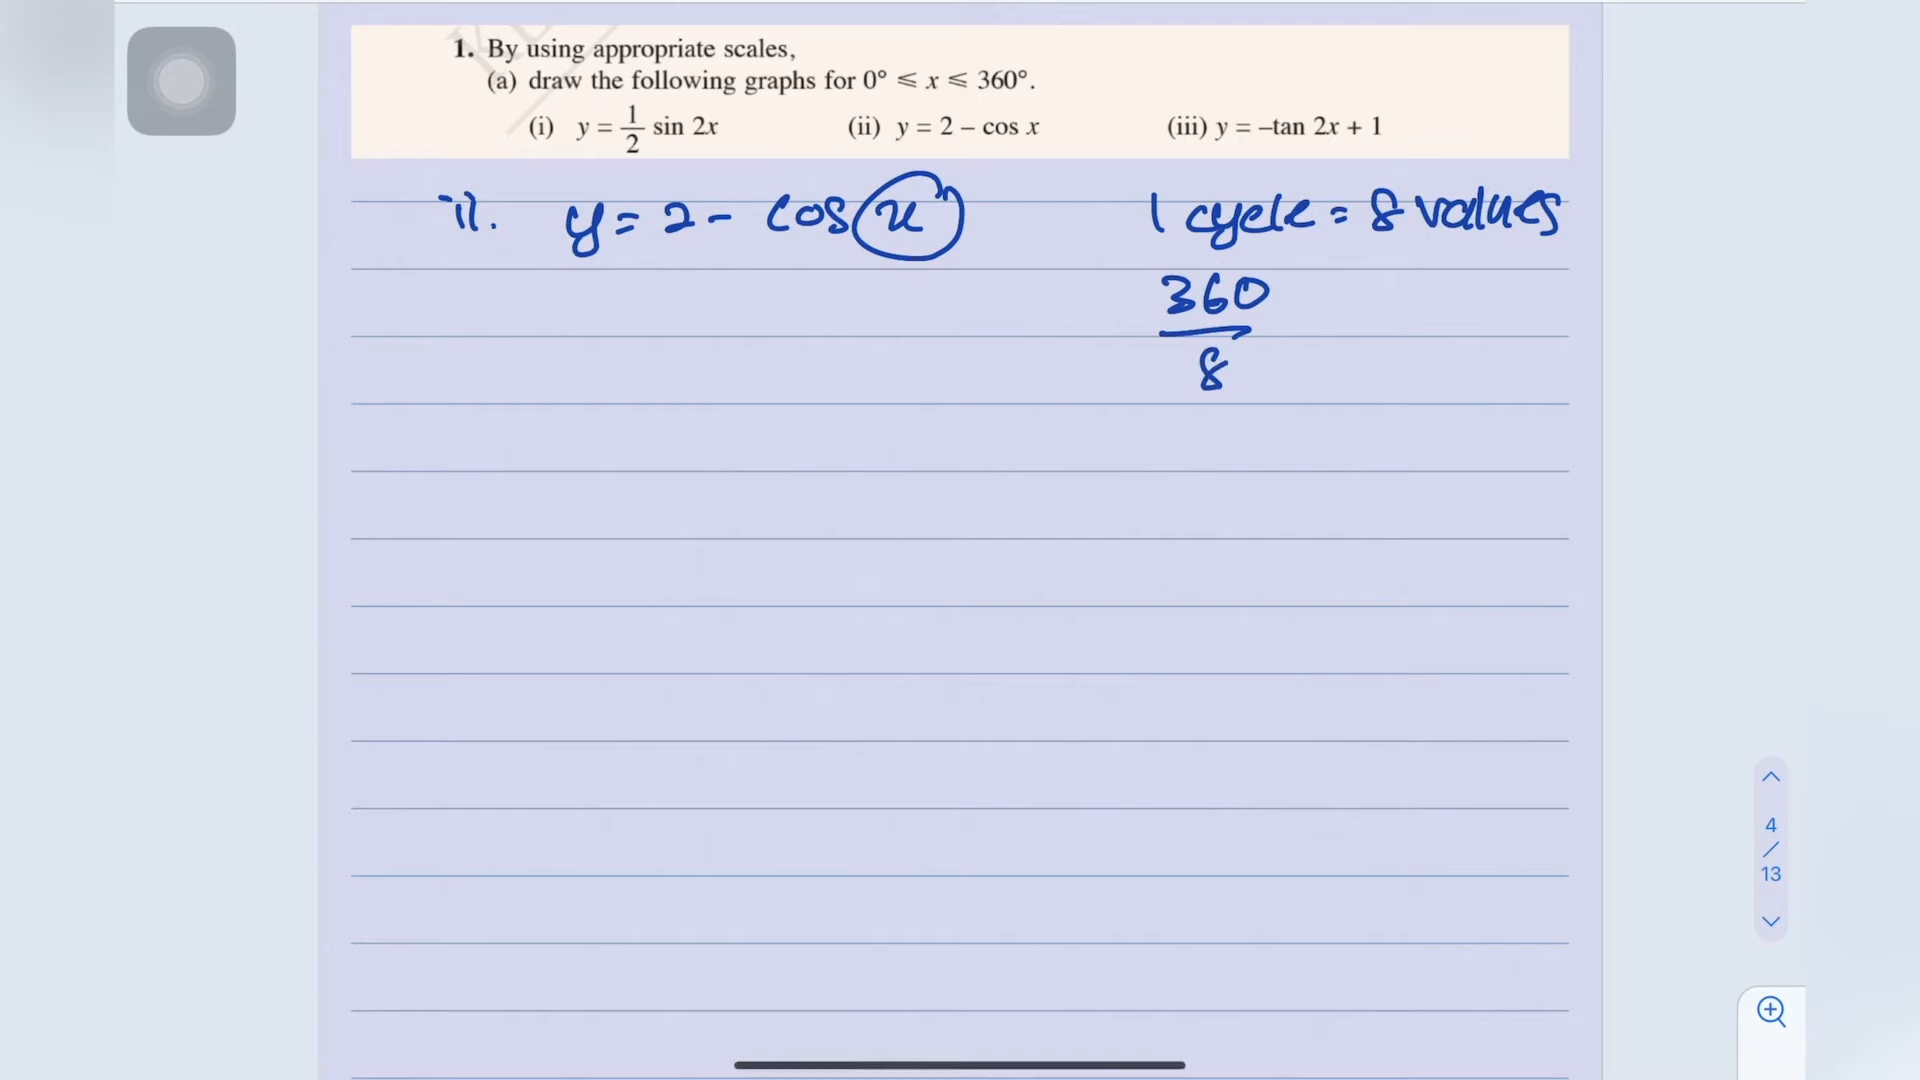 1. By using appropriate scales,
(a) draw the following graphs for 0° ⩽ x ⩽ 360°.
(i) y = 1/2 sin 2x (ii) y = 2 – cos x (iii) y = –tan 2x + 1
ii. y = 2 - cos x 1 cycle = 8 values
360
8
4
/
13